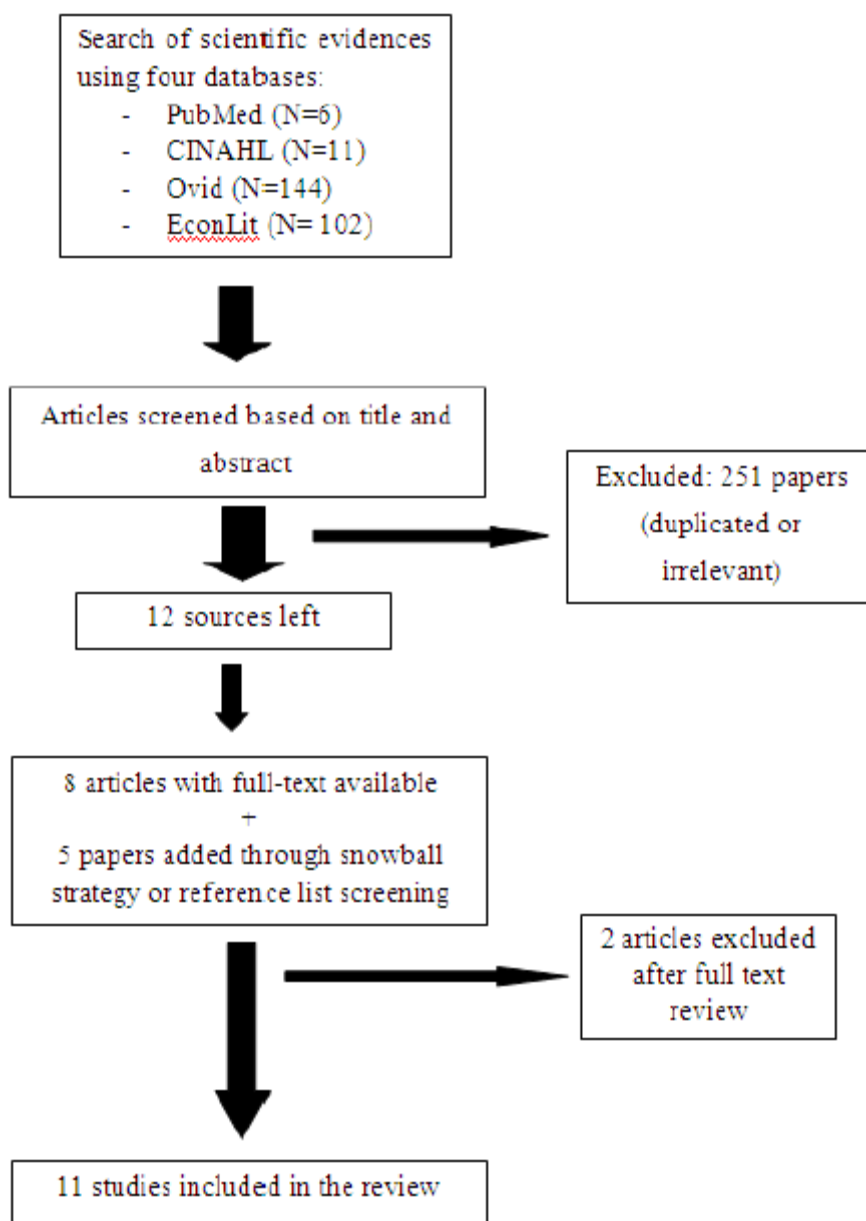 Search of scientific evidences
using four databases:
- PubMed (N=6)
- CINAHL (N=11)
- Ovid (N=144)
- EconLit (N= 102)
Articles screened based on title and
abstract
Excluded: 251 papers
(duplicated or
irrelevant)
12 sources left
8 articles with full-text available
+
5 papers added through snowball
strategy or reference list screening
2 articles excluded
after full text
review
11 studies included in the review